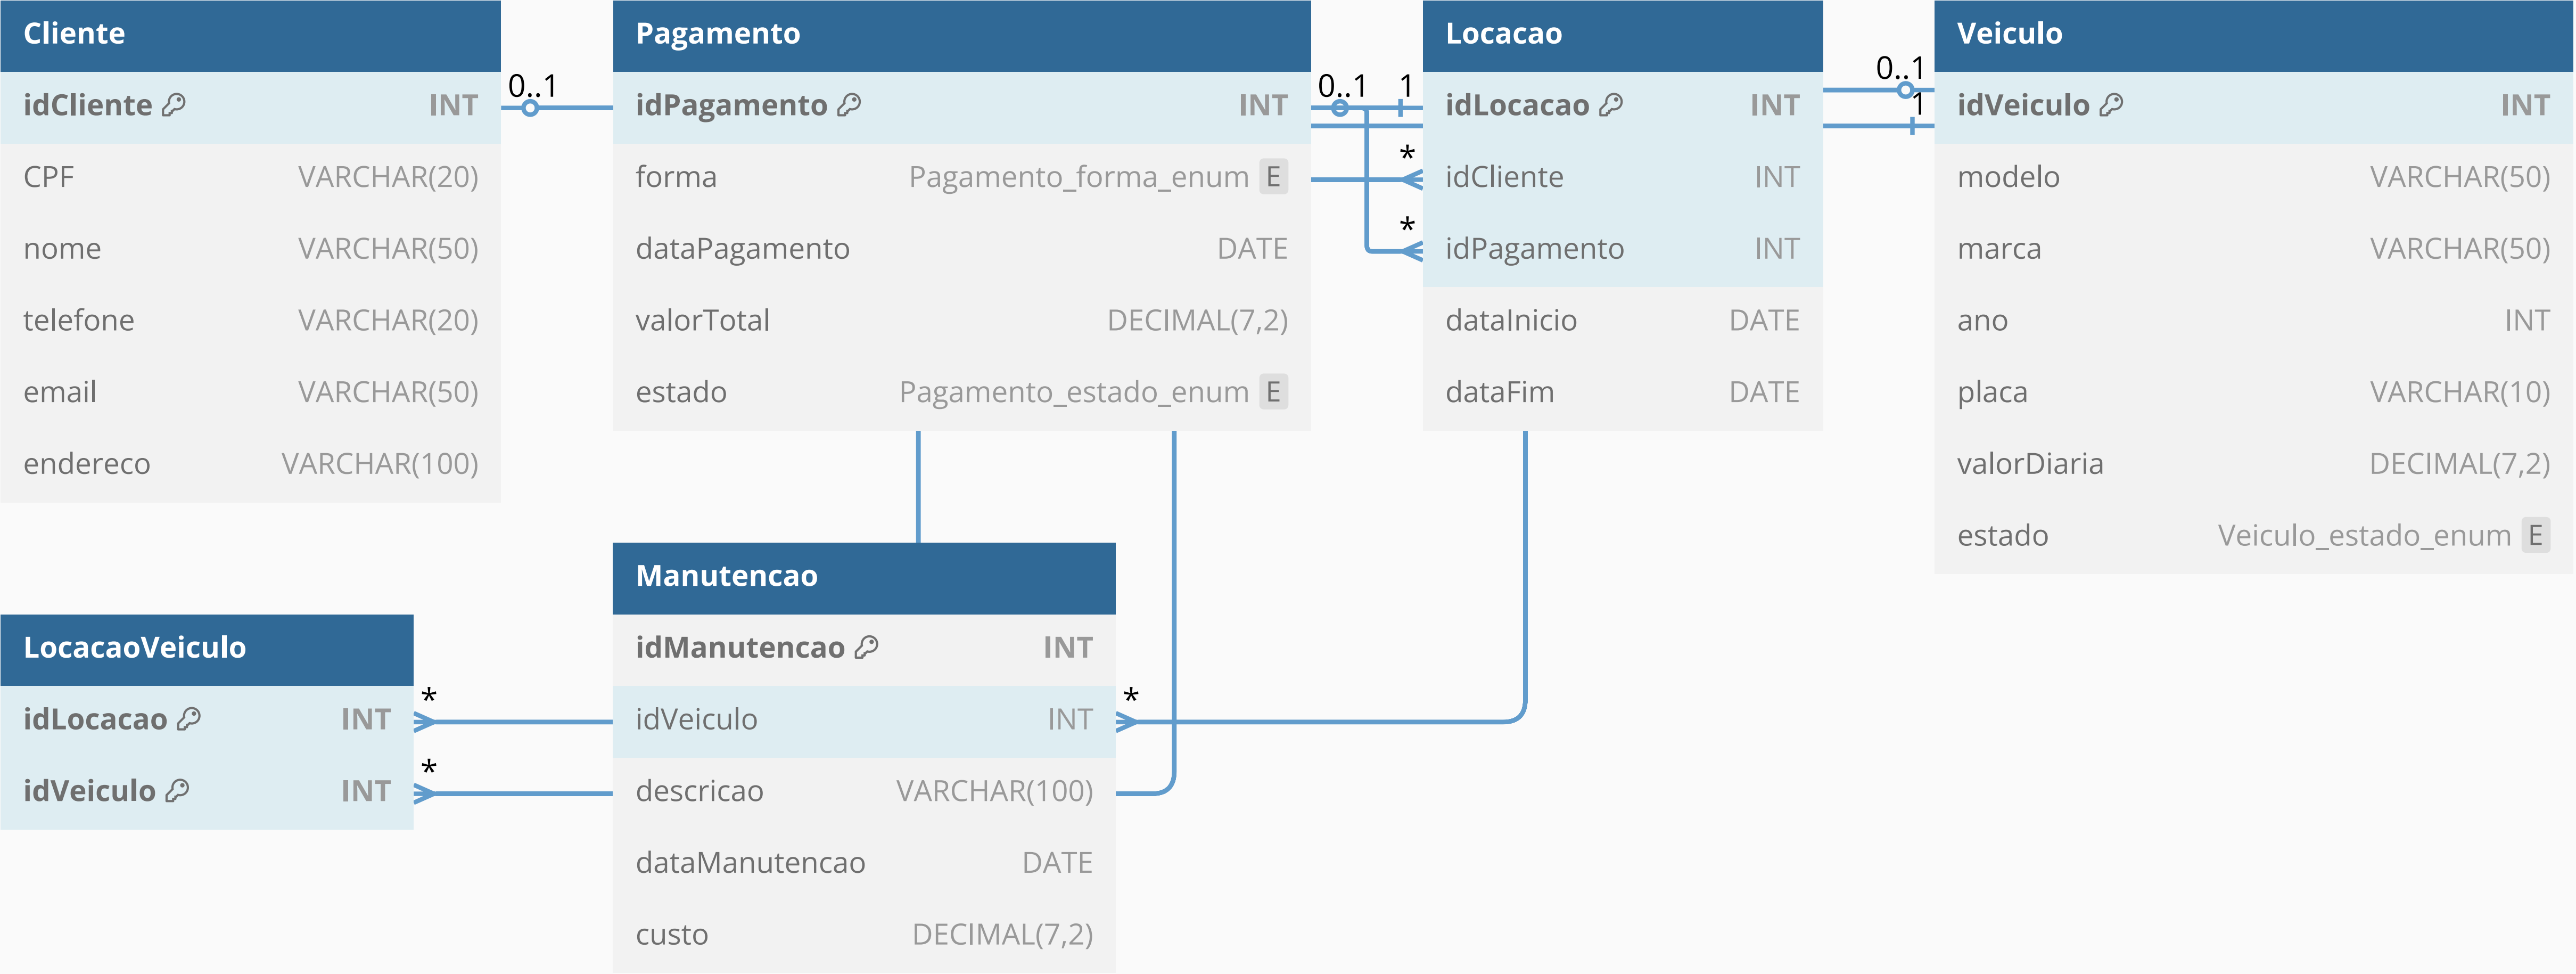 Cliente
idCliente INT
CPF VARCHAR(20)
nome VARCHAR(50)
telefone VARCHAR(20)
email VARCHAR(50)
endereco VARCHAR(100)
0..1
Pagamento
idPagamento INT
forma Pagamento_forma_enum E
dataPagamento DATE
valorTotal DECIMAL(7,2)
estado Pagamento_estado_enum E
0..1 1
*
*
Locacao
idLocacao INT
idCliente INT
idPagamento INT
dataInicio DATE
dataFim DATE
0..1
1
Veiculo
idVeiculo INT
modelo VARCHAR(50)
marca VARCHAR(50)
ano INT
placa VARCHAR(10)
valorDiaria DECIMAL(7,2)
estado Veiculo_estado_enum E
LocacaoVeiculo
idLocacao INT
idVeiculo INT
*
*
Manutencao
idManutencao INT
idVeiculo INT
descricao VARCHAR(100)
dataManutencao DATE
custo DECIMAL(7,2)
*